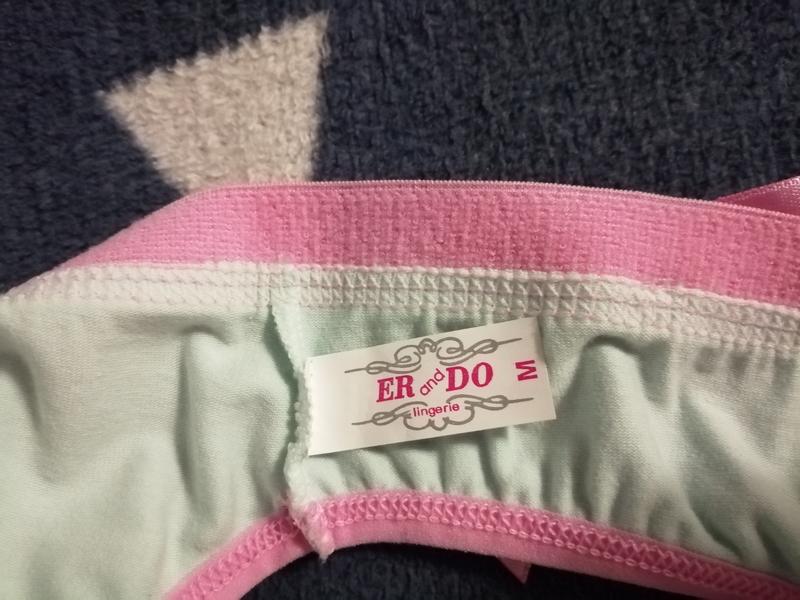 ER and DO
lingerie
M